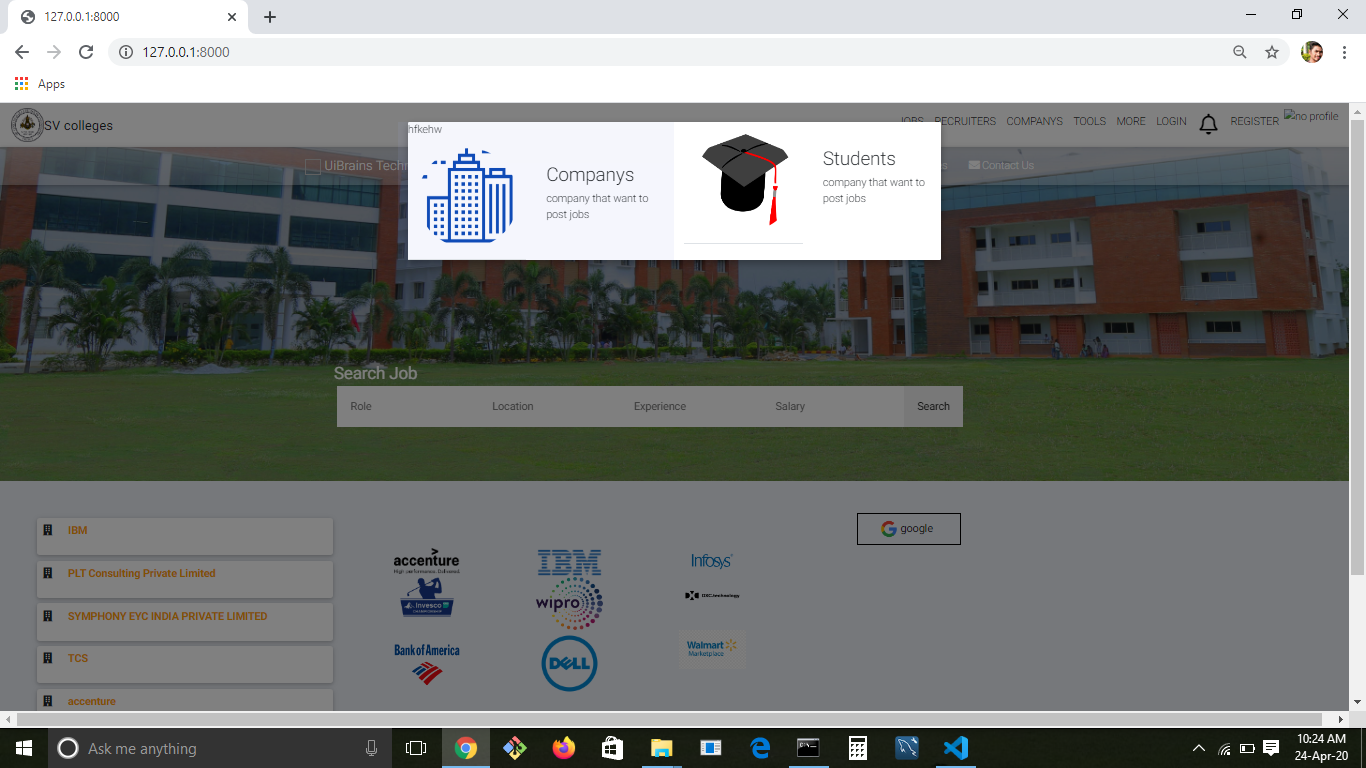 127.0.0.1:8000
127.0.0.1:8000
Apps
SV colleges
JOBS RECRUITERS COMPANYS TOOLS MORE LOGIN REGISTER no profile
hfkehw
UiBrains Techn
Contact Us
Companys
company that want to
post jobs
Students
company that want to
post jobs
Search Job
Role Location Experience Salary Search
IBM
PLT Consulting Private Limited
SYMPHONY EYC INDIA PRIVATE LIMITED
TCS
accenture
accenture
High performance. Delivered.
IBM
Infosys
Invesco
CHAMPIONSHIP
wipro
DXC.technology
Bank of America
DELL
Walmart
Marketplace
google
Ask me anything
10:24 AM
24-Apr-20